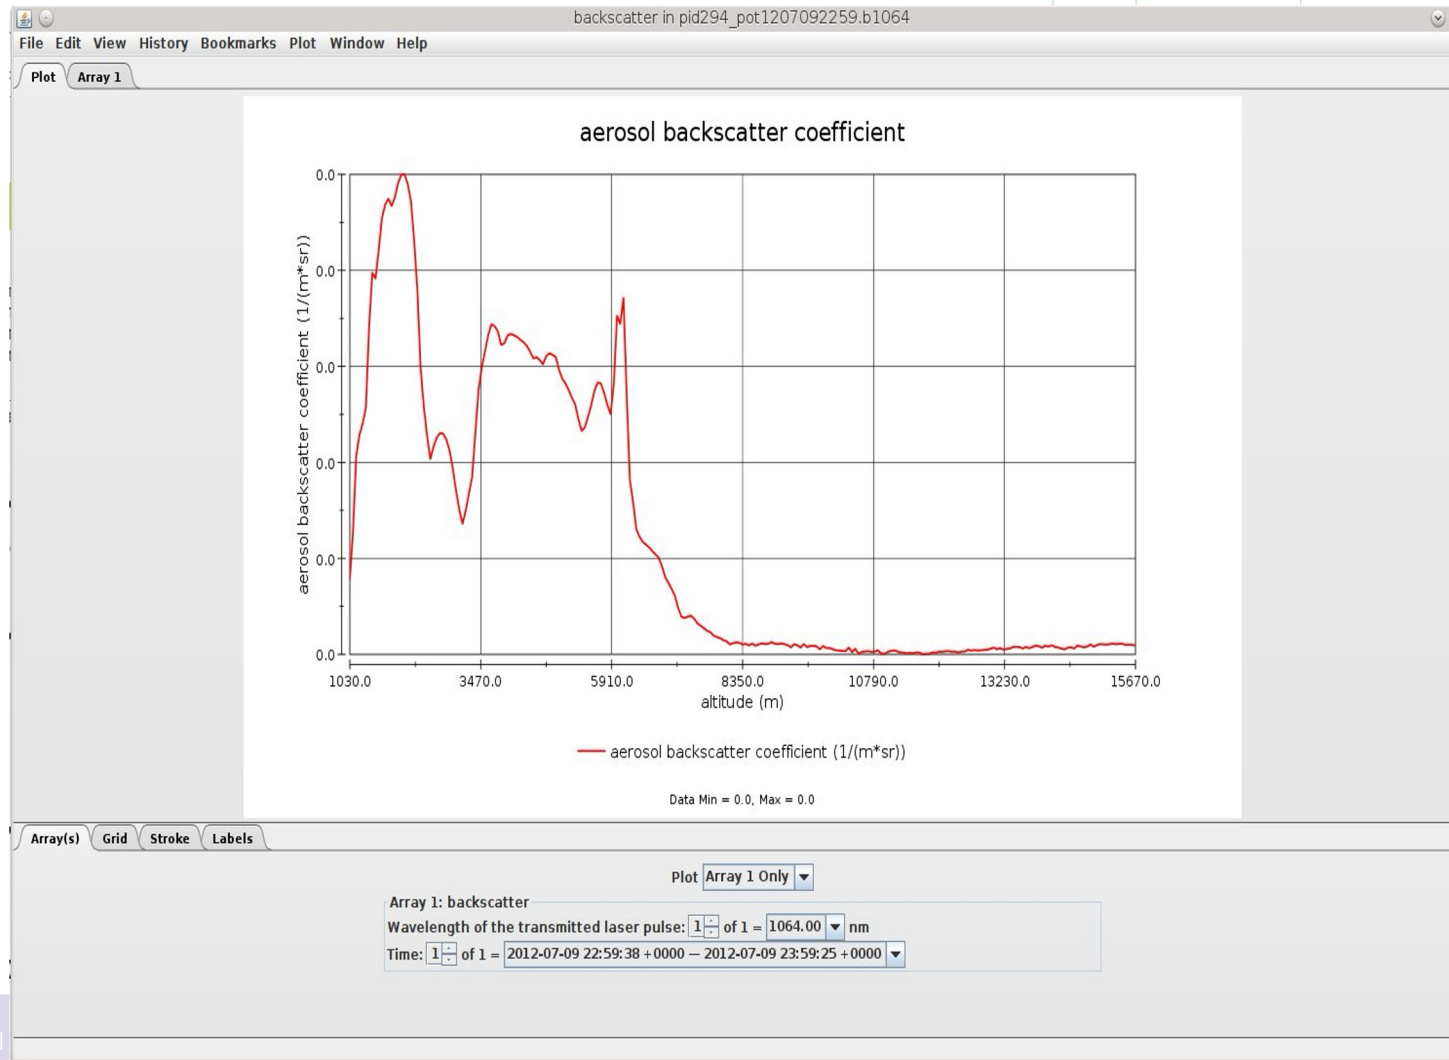 backscatter in pid294_pot1207092259.b1064
File Edit View History Bookmarks Plot Window Help
Plot Array 1
aerosol backscatter coefficient
aerosol backscatter coefficient (1/(m*sr))
0.0
0.0
0.0
0.0
0.0
0.0
1030.0 3470.0 5910.0 8350.0 10790.0 13230.0 15670.0
altitude (m)
aerosol backscatter coefficient (1/(m*sr))
Data Min = 0.0, Max = 0.0
Array(s) Grid Stroke Labels
Plot Array 1 Only
Array 1: backscatter
Wavelength of the transmitted laser pulse: 1 of 1 = 1064.00 nm
Time: 1 of 1 = 2012-07-09 22:59:38 +0000 — 2012-07-09 23:59:25 +0000